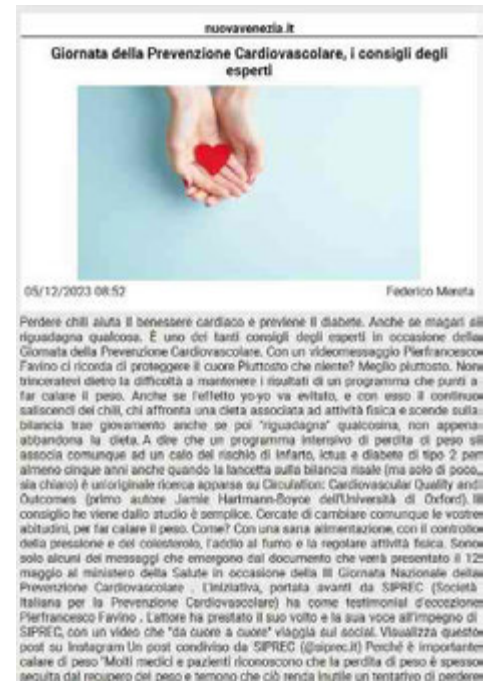 nuovavenezia.it
Giornata della Prevenzione Cardiovascolare, i consigli degli
esperti
05/12/2023 08:52
Federico Mereta
Perdere chili aiuta il benessere cardiaco e previene il diabete. Anche se magari si
riguadagna qualcosa. È uno dei tanti consigli degli esperti in occasione della
Giornata della Prevenzione Cardiovascolare. Con un videomessaggio Pierfrancesco
Favino ci ricorda di proteggere il cuore Piuttosto che niente? Meglio piuttosto. Non
trinceratevi dietro la difficoltà a mantenere i risultati di un programma che punti a
far calare il peso. Anche se l'effetto yo-yo va evitato, e con esso il continuo
saliscendi dei chili, chi affronta una dieta associata ad attività fisica e scende sulla
bilancia trae giovamento anche se poi "riguadagna" qualcosina, non appena
abbandona la dieta. A dire che un programma intensivo di perdita di peso si
associa comunque ad un calo del rischio di infarto, ictus e diabete di tipo 2 per
almeno cinque anni anche quando la lancetta sulla bilancia risale (ma solo di poco,
sia chiaro) è un'originale ricerca apparsa su Circulation: Cardiovascular Quality and
Outcomes (primo autore Jamie Hartmann-Boyce dell'Università di Oxford). Il
consiglio he viene dallo studio è semplice. Cercate di cambiare comunque le vostre
abitudini, per far calare il peso. Come? Con una sana alimentazione, con il controllo
della pressione e del colesterolo, l'addio al fumo e la regolare attività fisica. Sono
solo alcuni dei messaggi che emergono dal documento che verrà presentato il 12
maggio al ministero della Salute in occasione della III Giornata Nazionale della
Prevenzione Cardiovascolare . L'iniziativa, portata avanti da SIPREC (Società
Italiana per la Prevenzione Cardiovascolare) ha come testimonial d'eccezione
Pierfrancesco Favino . L'attore ha prestato il suo volto e la sua voce all'impegno di
SIPREC, con un video che "da cuore a cuore" viaggia sui social. Visualizza questo
post su Instagram Un post condiviso da SIPREC (@siprec.it) Perché è importante
calare di peso "Molti medici e pazienti riconoscono che la perdita di peso è spesso
seguita dal recupero del peso e temono che ciò renda inutile un tentativo di perdere